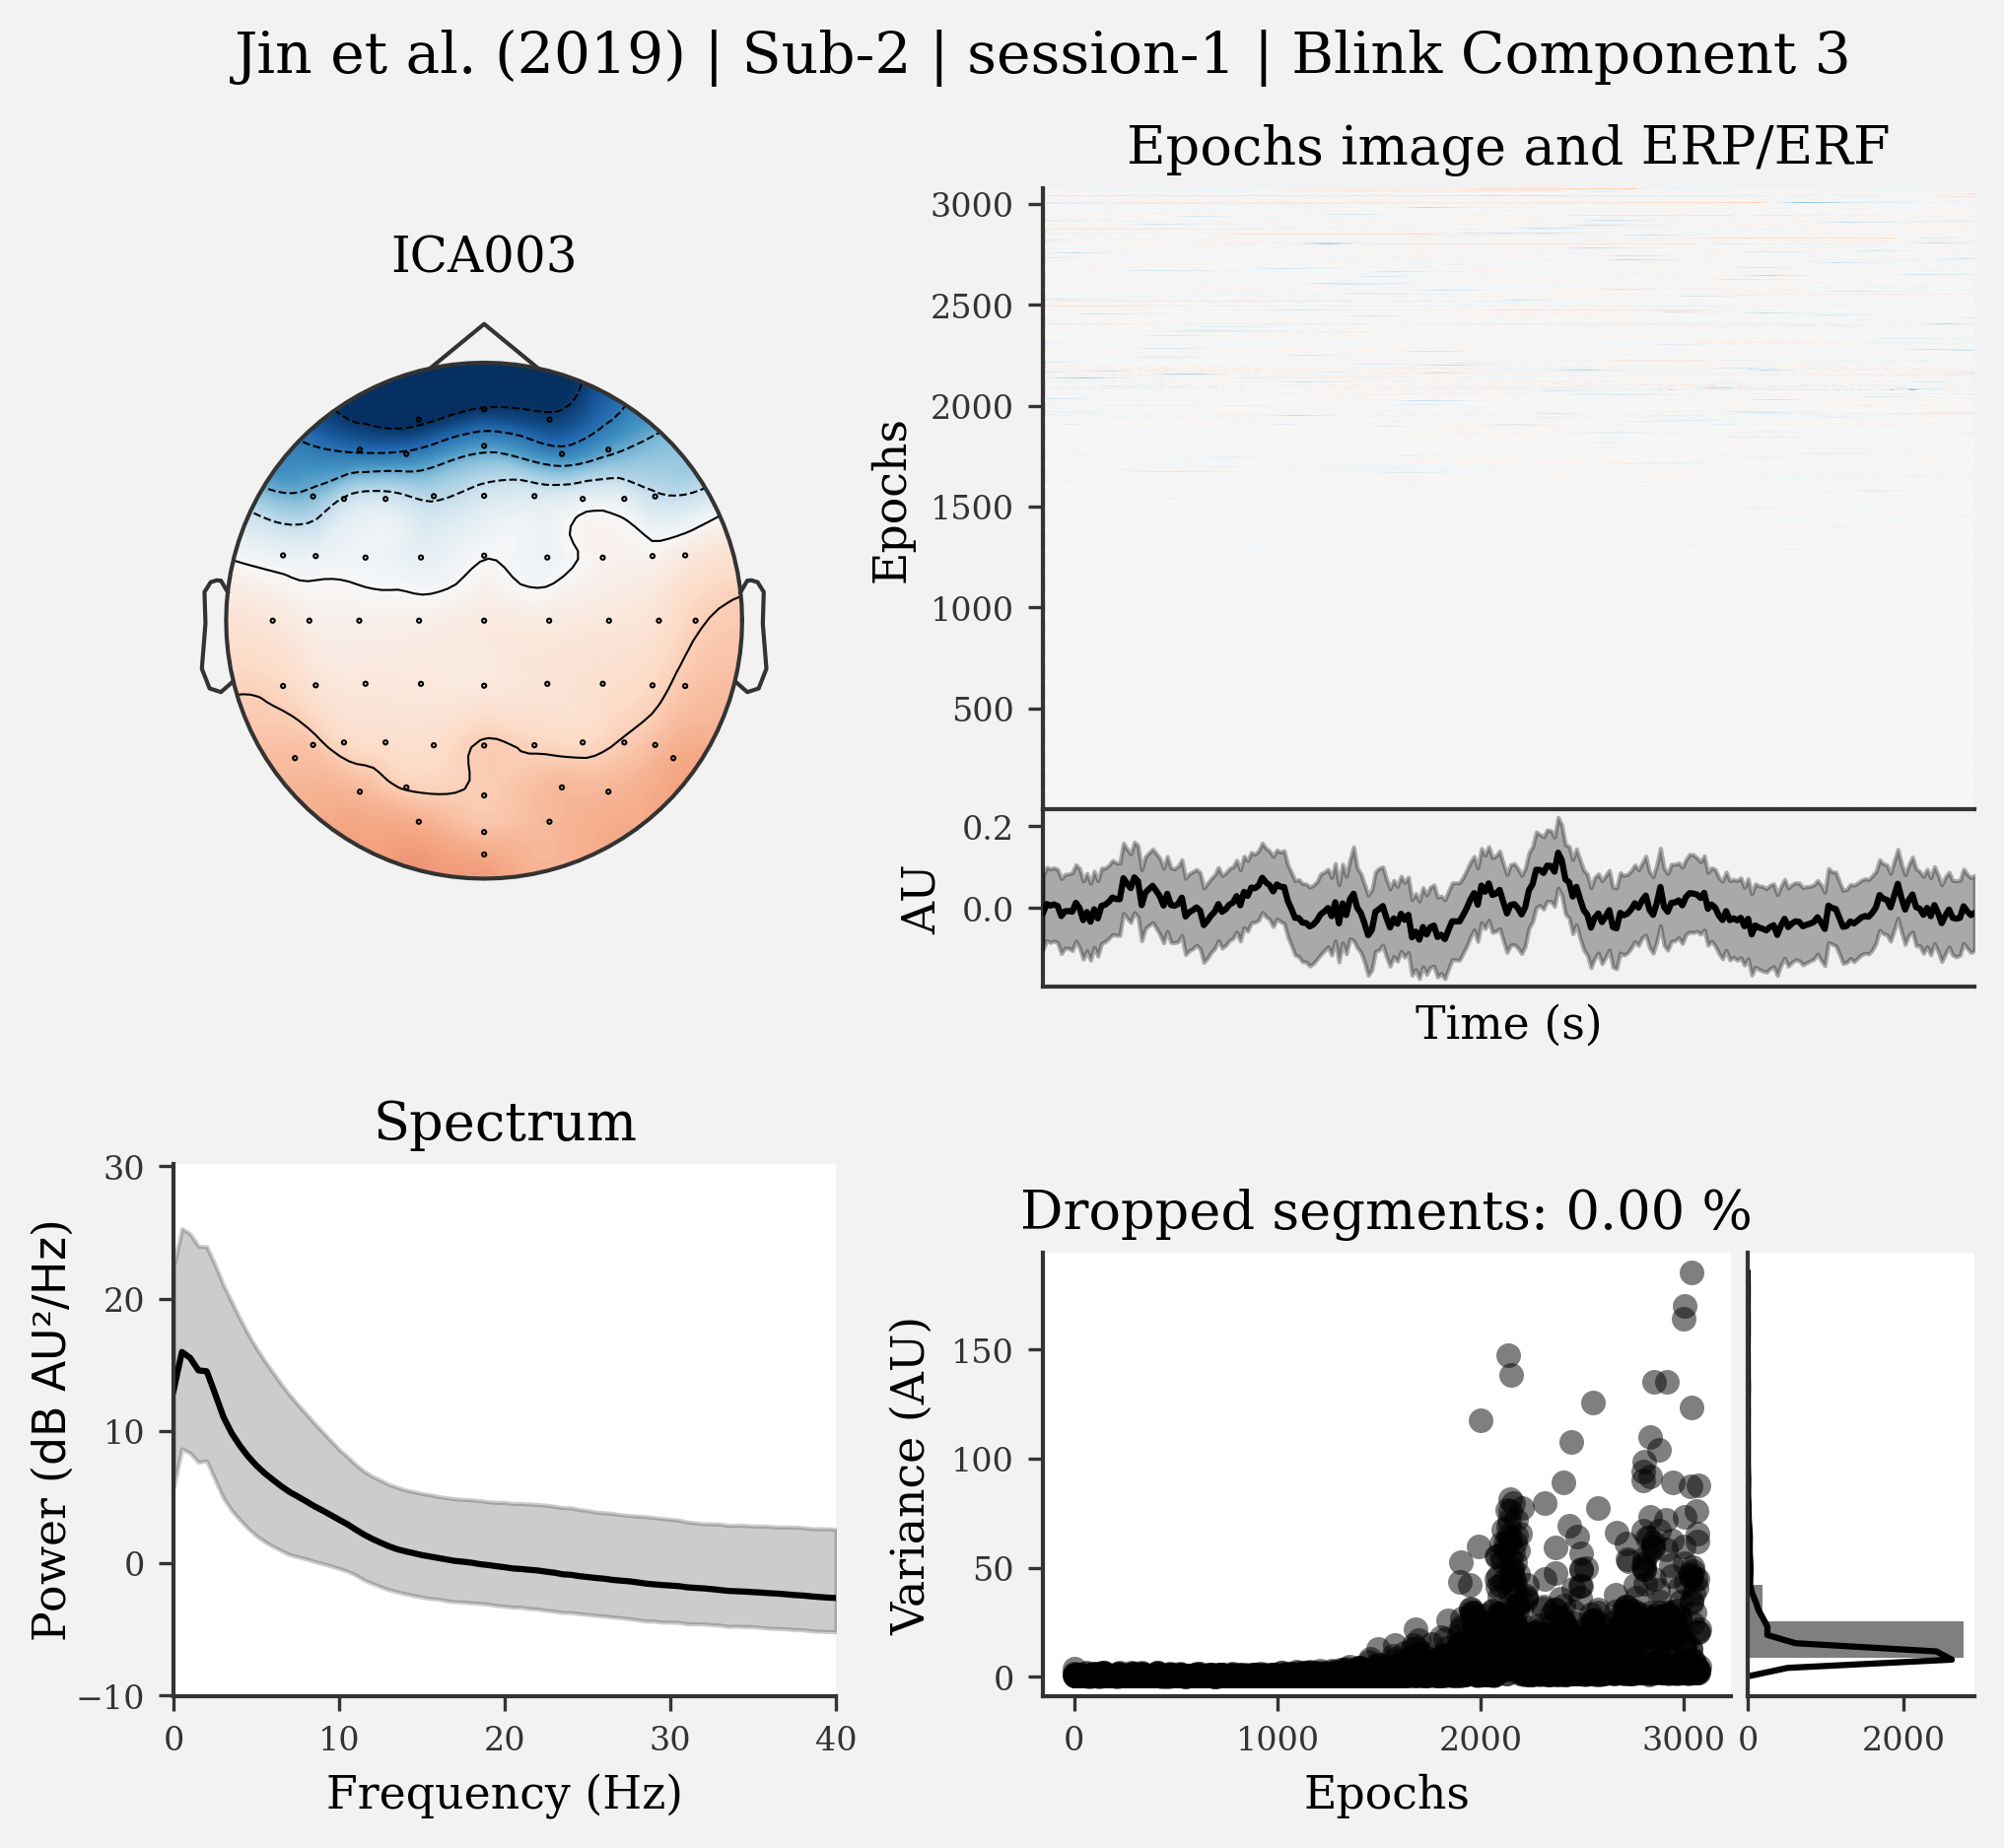 Jin et al. (2019) | Sub-2 | session-1 | Blink Component 3
ICA003
Epochs image and ERP/ERF
3000
2500
2000
1500
1000
500
Epochs
0.2
0.0
AU
Time (s)
Spectrum
30
20
10
0
−10
Power (dB AU²/Hz)
0 10 20 30 40
Frequency (Hz)
Dropped segments: 0.00 %
150
100
50
0
Variance (AU)
0 1000 2000 3000
0 2000
Epochs